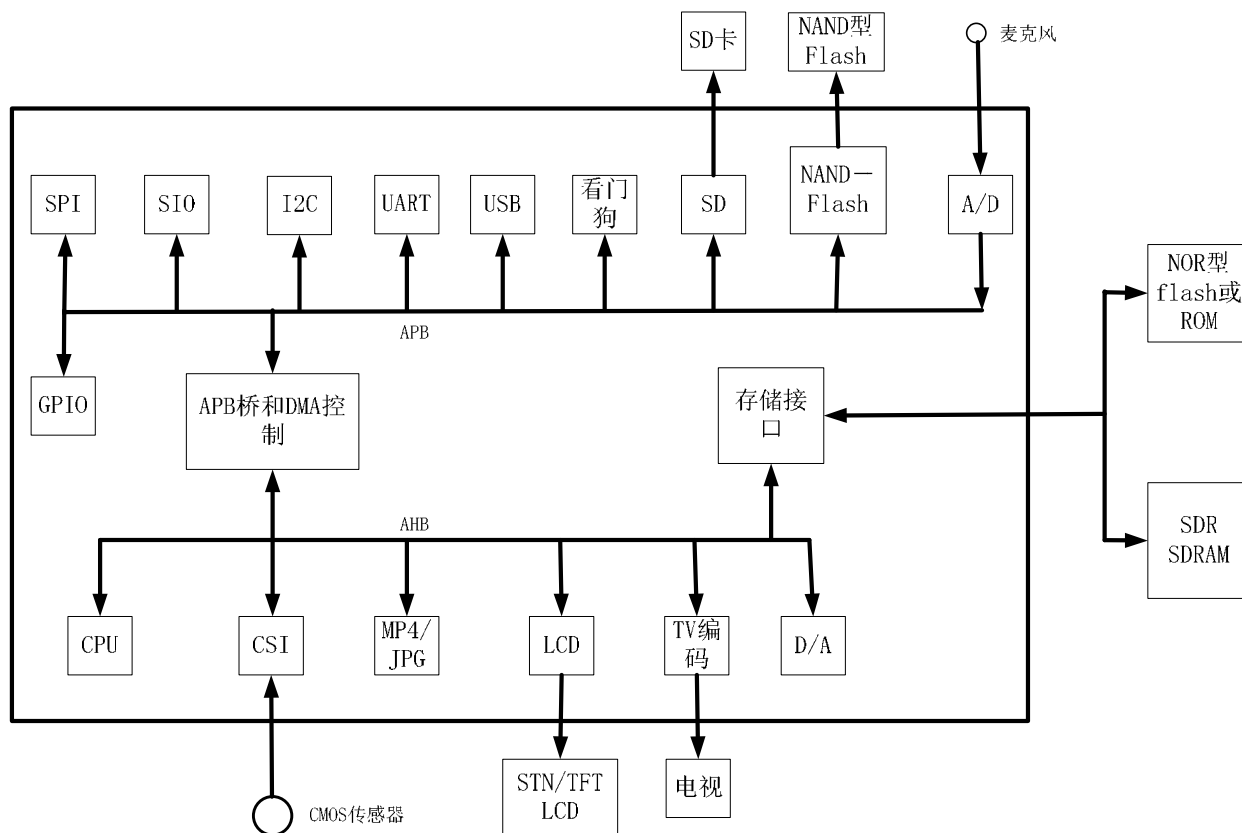 SD卡
NAND型
Flash
麦克风
SPI
SIO
I2C
UART
USB
看门
狗
SD
NAND－
Flash
A/D
NOR型
flash或
ROM
APB
GPIO
APB桥和DMA控
制
存储接
口
AHB
SDR
SDRAM
CPU
CSI
MP4/
JPG
LCD
TV编
码
D/A
STN/TFT
LCD
电视
CMOS传感器